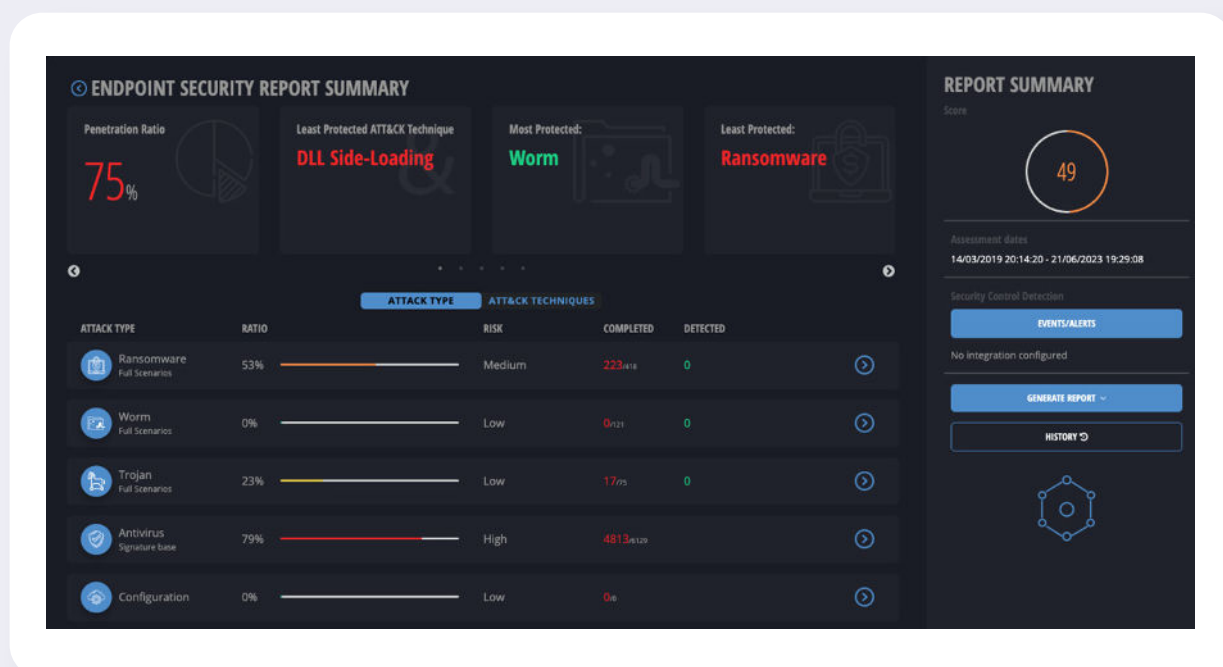 ENDPOINT SECURITY REPORT SUMMARY
Penetration Ratio
75%
Least Protected ATT&CK Technique
DLL Side-Loading
Most Protected:
Worm
Least Protected:
Ransomware
ATTACK TYPE
ATT&CK TECHNIQUES
ATTACK TYPE RATIO RISK COMPLETED DETECTED
Ransomware
Full Scenarios
53% Medium 223/418 0
Worm
Full Scenarios
0% Low 0/121 0
Trojan
Full Scenarios
23% Low 17/75 0
Antivirus
Signature base
79% High 4813/6129
Configuration 0% Low 0/6
REPORT SUMMARY
Score
49
Assessment dates
14/03/2019 20:14:20 - 21/06/2023 19:29:08
Security Control Detection
EVENTS/ALERTS
No integration configured
GENERATE REPORT
HISTORY